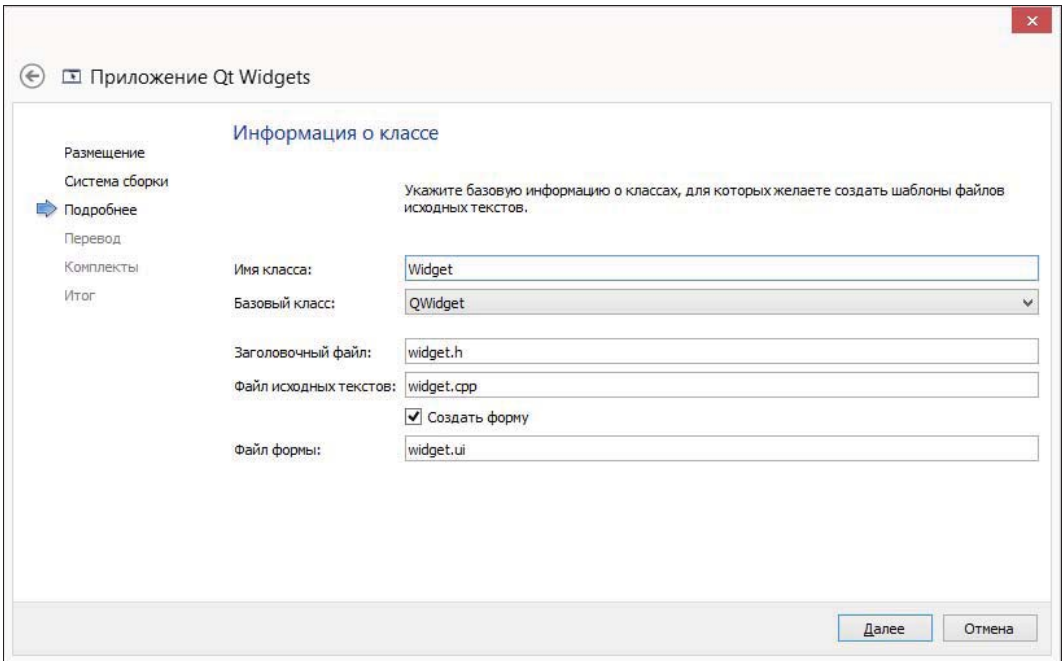 Приложение Qt Widgets
Размещение
Система сборки
Подробнее
Перевод
Комплекты
Итог
Информация о классе
Укажите базовую информацию о классах, для которых желаете создать шаблоны файлов
исходных текстов.
Имя класса: Widget
Базовый класс: QWidget
Заголовочный файл: widget.h
Файл исходных текстов: widget.cpp
Создать форму
Файл формы: widget.ui
Далее Отмена